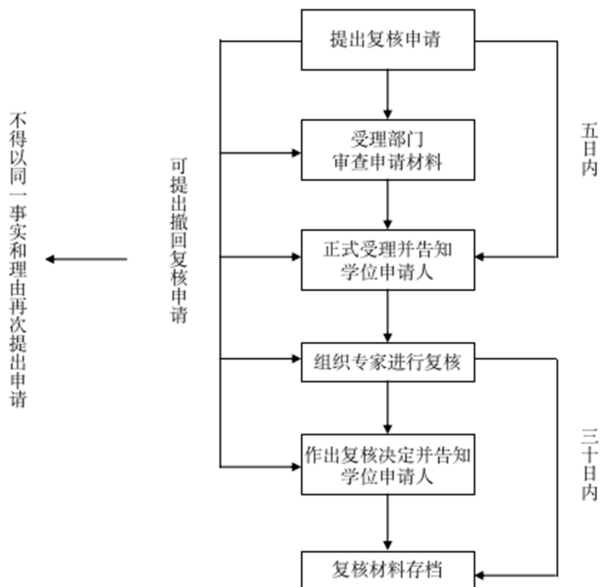 提出复核申请
受理部门
审查申请材料
正式受理并告知
学位申请人
组织专家进行复核
作出复核决定并告知
学位申请人
复核材料存档
五日内
三十日内
可提出撤回复核申请
不得以同一事实和理由再次提出申请